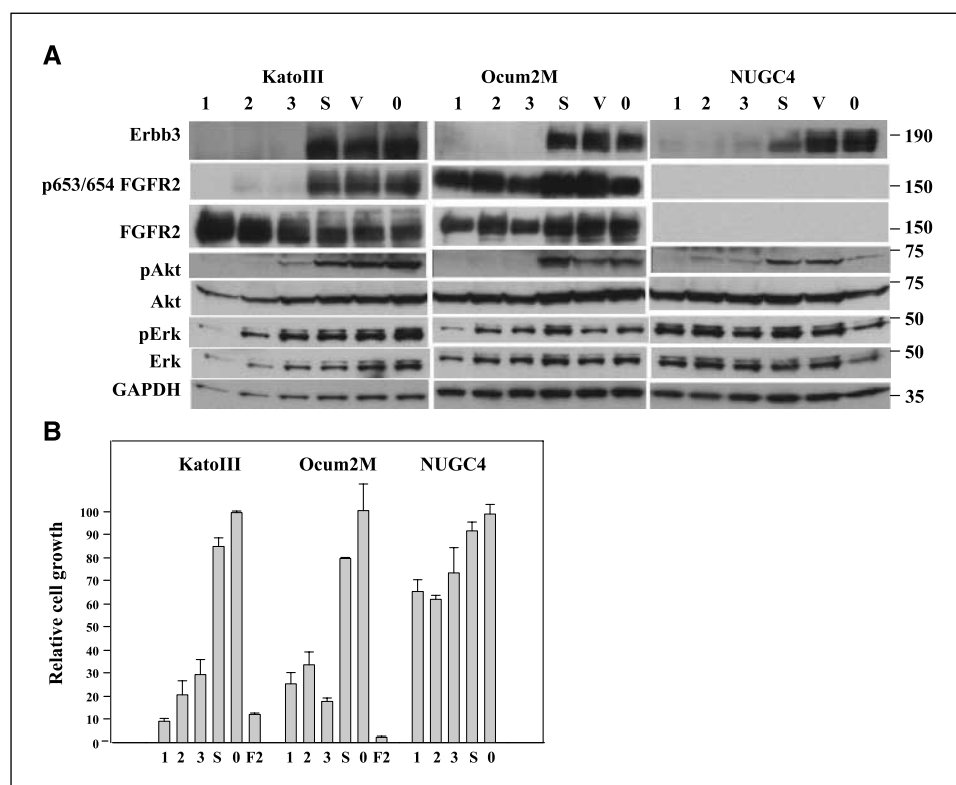 A
KatoIII Ocum2M NUGC4
1 2 3 S V 0 1 2 3 S V 0 1 2 3 S V 0
Erbb3 190
p653/654 FGFR2 150
FGFR2 150
75
pAkt
75
Akt
50
pErk
50
Erk
GAPDH 35
B
KatoIII Ocum2M NUGC4
Relative cell growth
100
90
80
70
60
50
40
30
20
10
0
1 2 3 S 0 F2 1 2 3 S 0 F2 1 2 3 S 0